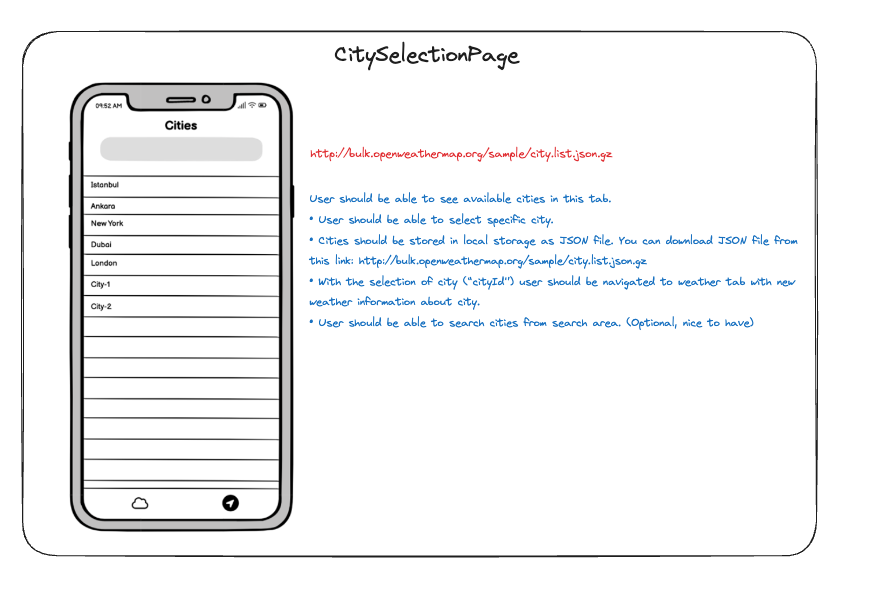 CitySelectionPage
09:52 AM
Cities
Istanbul
Ankara
New York
Dubai
London
City-1
City-2
http://bulk.openweathermap.org/sample/city.list.json.gz
User should be able to see available cities in this tab.
• User should be able to select specific city.
• Cities should be stored in local storage as JSON file. You can download JSON file from
this link: http://bulk.openweathermap.org/sample/city.list.json.gz
• With the selection of city ("cityId") user should be navigated to weather tab with new
weather information about city.
• User should be able to search cities from search area. (Optional, nice to have)